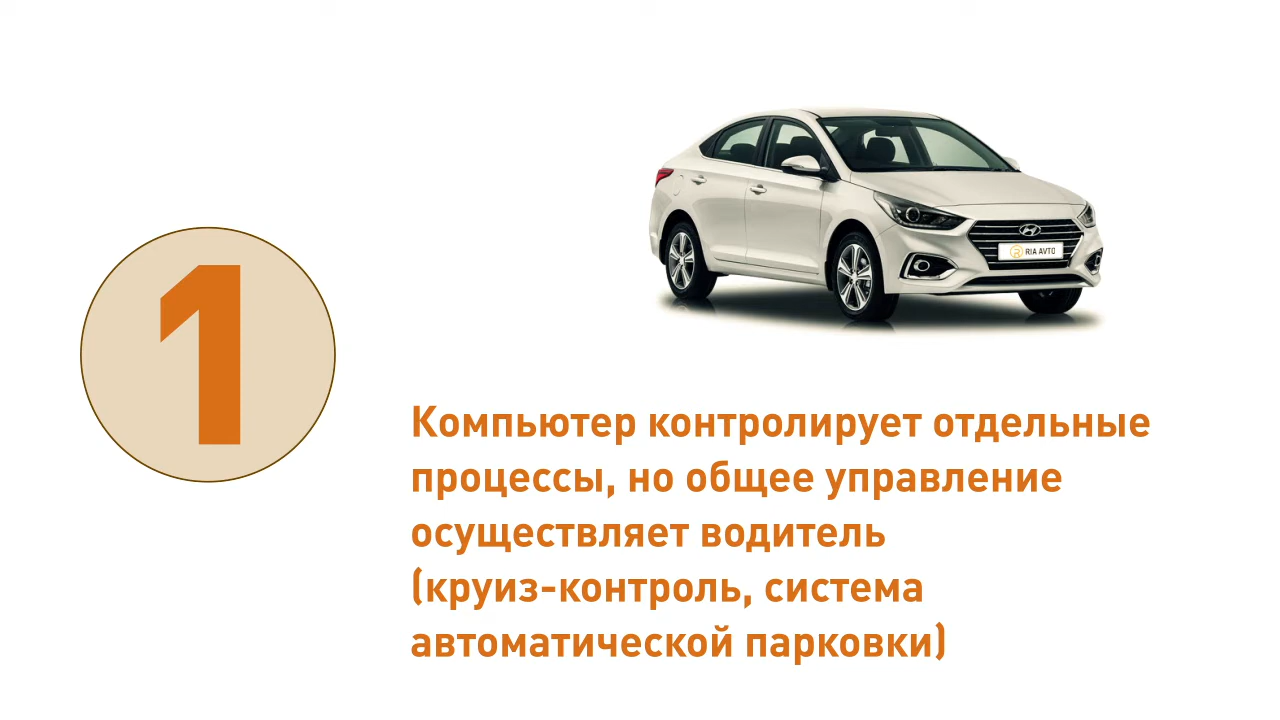 RIA AVTO
1
Компьютер контролирует отдельные
процессы, но общее управление
осуществляет водитель
(круиз-контроль, система
автоматической парковки)